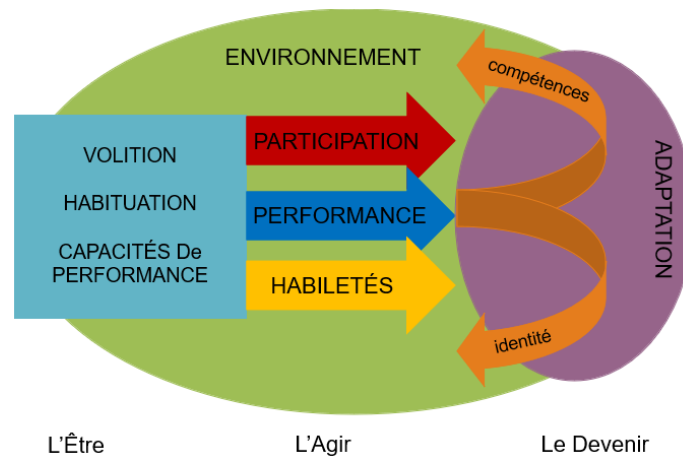 ENVIRONNEMENT
compétences
VOLITION
HABITUATION
CAPACITÉS De
PERFORMANCE
PARTICIPATION
PERFORMANCE
HABILETÉS
ADAPTATION
identité
L'Être
L'Agir
Le Devenir